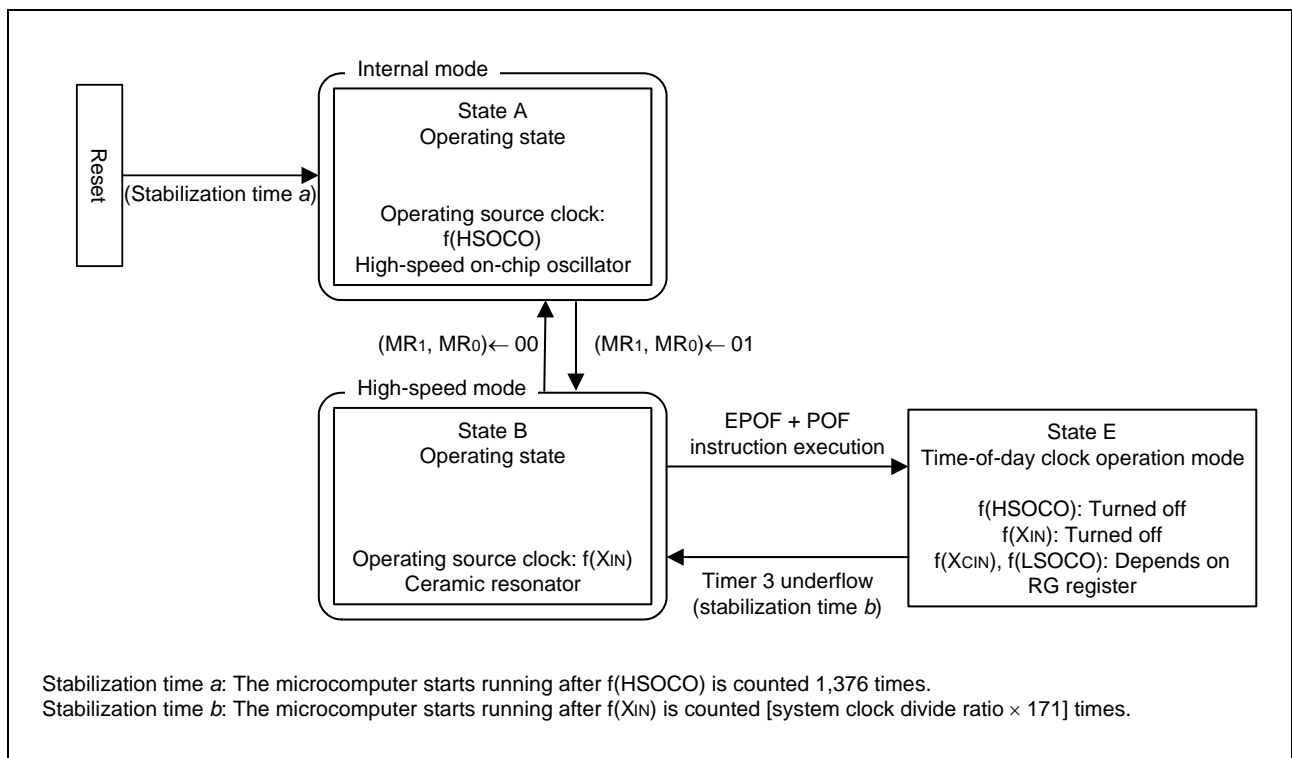 Internal mode
State A
Operating state
Reset
(Stabilization time a)
Operating source clock:
f(HSOCO)
High-speed on-chip oscillator
(MR1, MR0)← 00
(MR1, MR0)← 01
High-speed mode
State B
Operating state
Operating source clock: f(XIN)
Ceramic resonator
EPOF + POF
instruction execution
Timer 3 underflow
(stabilization time b)
State E
Time-of-day clock operation mode
f(HSOCO): Turned off
f(XIN): Turned off
f(XCIN), f(LSOCO): Depends on
RG register
Stabilization time a: The microcomputer starts running after f(HSOCO) is counted 1,376 times.
Stabilization time b: The microcomputer starts running after f(XIN) is counted [system clock divide ratio × 171] times.